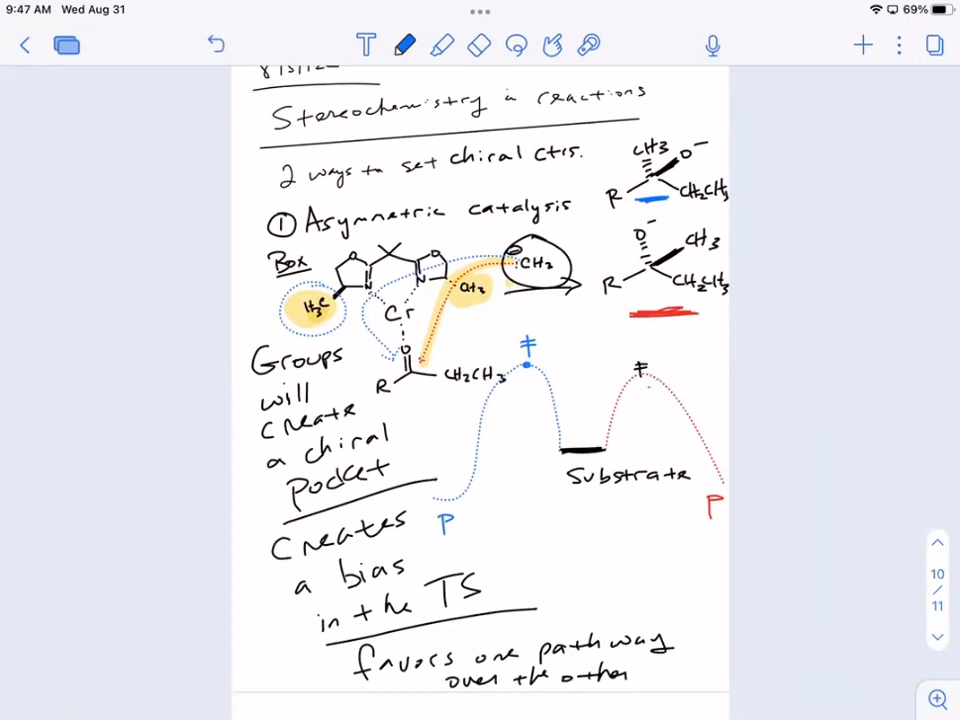 9:47 AM Wed Aug 31
69%
T
Stereochemistry in reactions
2 ways to set chiral ctrs.
① Asymmetric catalysis
CH3
O⁻
R
CH2CH3
O⁻
CH3
R
CH2CH3
Box
O
O
N
N
H3C
CH3
CH3
Cr
O
R
CH2CH3
Groups
will
create
a chiral
pocket
‡
‡
Substrate
P
P
Creates
a bias
in the TS
favors one pathway
over the other
10
/
11